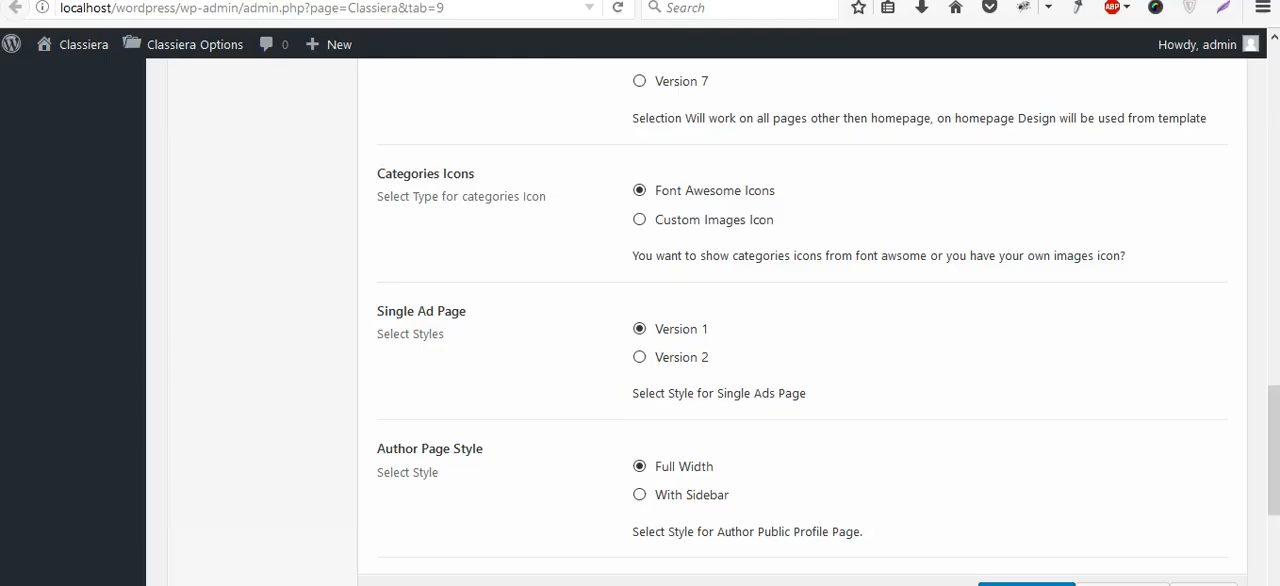 localhost/wordpress/wp-admin/admin.php?page=Classiera&tab=9
Search
ABP
Classiera
Classiera Options
0
New
Howdy, admin
Version 7
Selection Will work on all pages other then homepage, on homepage Design will be used from template
Categories Icons
Select Type for categories Icon
Font Awesome Icons
Custom Images Icon
You want to show categories icons from font awsome or you have your own images icon?
Single Ad Page
Select Styles
Version 1
Version 2
Select Style for Single Ads Page
Author Page Style
Select Style
Full Width
With Sidebar
Select Style for Author Public Profile Page.